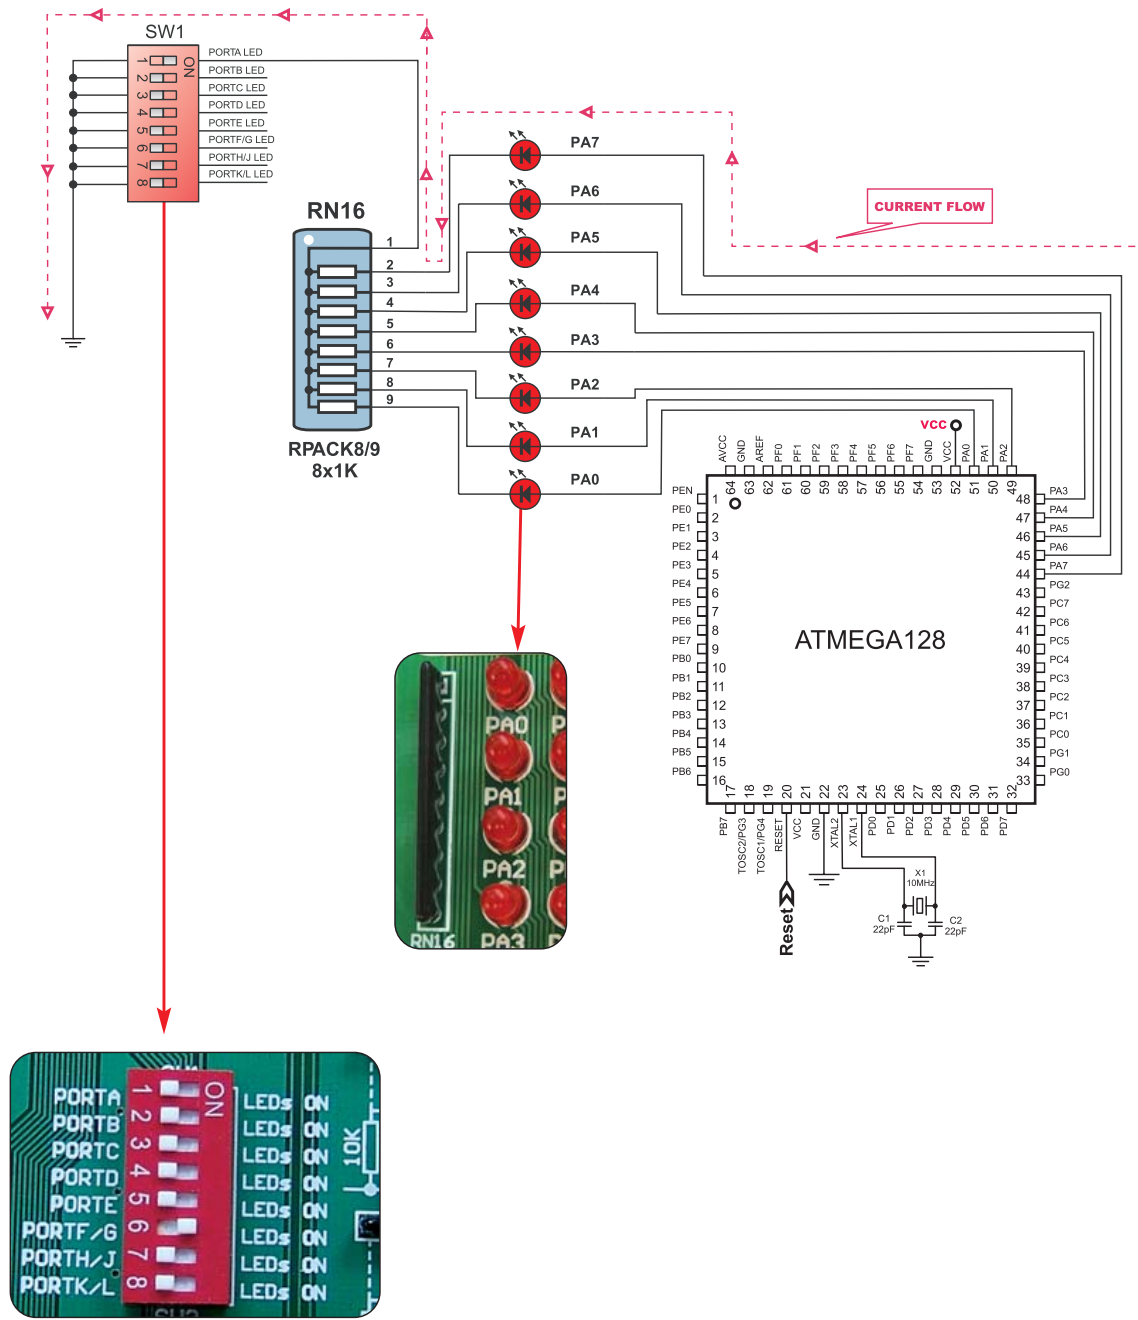 SW1
1
2
3
4
5
6
7
8
ON
PORTA LED
PORTB LED
PORTC LED
PORTD LED
PORTE LED
PORTF/G LED
PORTH/J LED
PORTK/L LED
RN16
1
2
3
4
5
6
7
8
9
RPACK8/9
8x1K
PA7
PA6
PA5
PA4
PA3
PA2
PA1
PA0
CURRENT FLOW
VCC
AVCC
GND
AREF
PF0
PF1
PF2
PF3
PF4
PF5
PF6
PF7
GND
VCC
PA0
PA1
PA2
64
63
62
61
60
59
58
57
56
55
54
53
52
51
50
49
PEN 1
PE0 2
PE1 3
PE2 4
PE3 5
PE4 6
PE5 7
PE6 8
PE7 9
PB0 10
PB1 11
PB2 12
PB3 13
PB4 14
PB5 15
PB6 16
ATMEGA128
48 PA3
47 PA4
46 PA5
45 PA6
44 PA7
43 PG2
42 PC7
41 PC6
40 PC5
39 PC4
38 PC3
37 PC2
36 PC1
35 PC0
34 PG1
33 PG0
17
18
19
20
21
22
23
24
25
26
27
28
29
30
31
32
PB7
TOSC2/PG3
TOSC1/PG4
RESET
VCC
GND
XTAL2
XTAL1
PD0
PD1
PD2
PD3
PD4
PD5
PD6
PD7
Reset
X1
10MHz
C1
22pF
C2
22pF
PA0
PA1
PA2
PA3
RN16
ON
PORTA 1 LEDs ON
PORTB 2 LEDs ON
PORTC 3 LEDs ON
PORTD 4 LEDs ON
PORTE 5 LEDs ON
PORTF/G 6 LEDs ON
PORTH/J 7 LEDs ON
PORTK/L 8 LEDs ON
10K